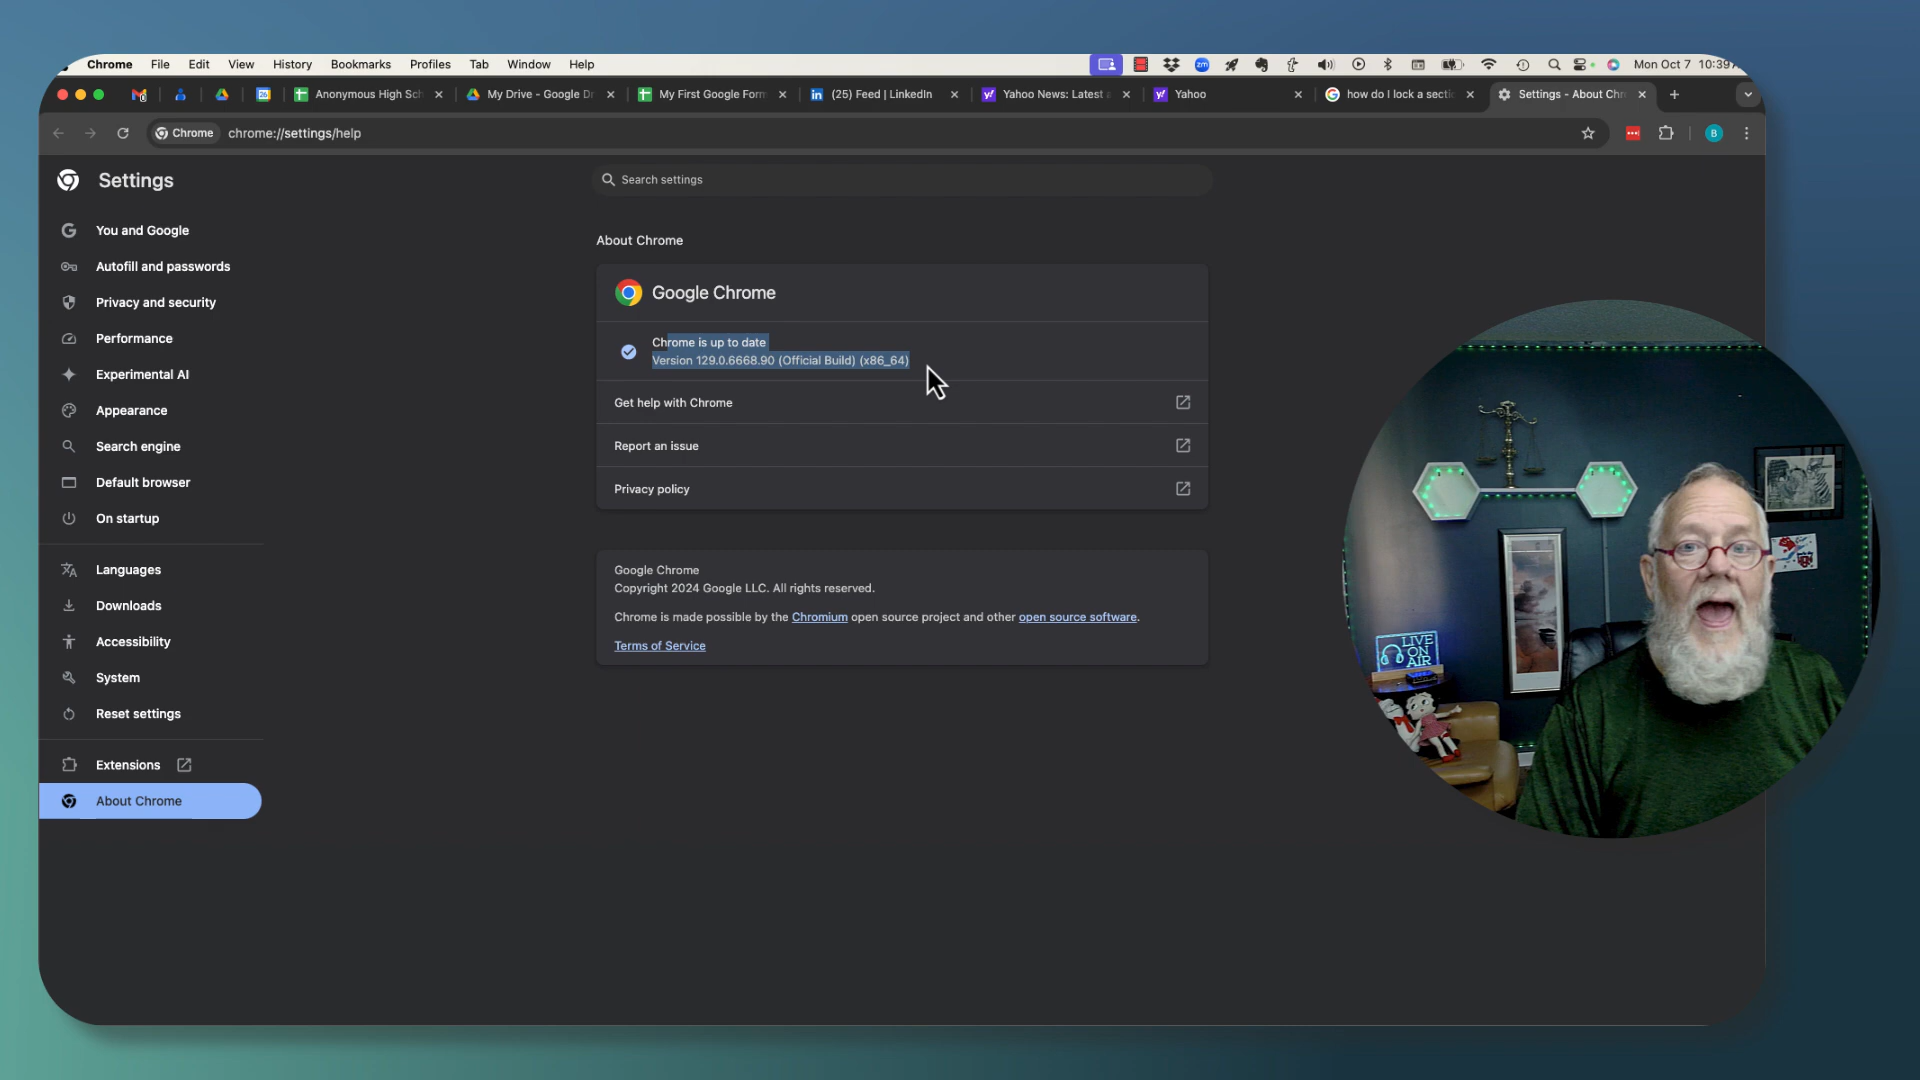 Chrome File Edit View History Bookmarks Profiles Tab Window Help
zm
Mon Oct 7 10:39
Anonymous High Sch
My Drive - Google Dr
My First Google Form
(25) Feed | LinkedIn
Yahoo News: Latest a
Yahoo
how do I lock a secti
Settings - About Chr
Chrome chrome://settings/help
B
Settings
Search settings
You and Google
Autofill and passwords
Privacy and security
Performance
Experimental AI
Appearance
Search engine
Default browser
On startup
Languages
Downloads
Accessibility
System
Reset settings
Extensions
About Chrome
About Chrome
Google Chrome
Chrome is up to date
Version 129.0.6668.90 (Official Build) (x86_64)
Get help with Chrome
Report an issue
Privacy policy
Google Chrome
Copyright 2024 Google LLC. All rights reserved.
Chrome is made possible by the Chromium open source project and other open source software.
Terms of Service
LIVE
ON
AIR